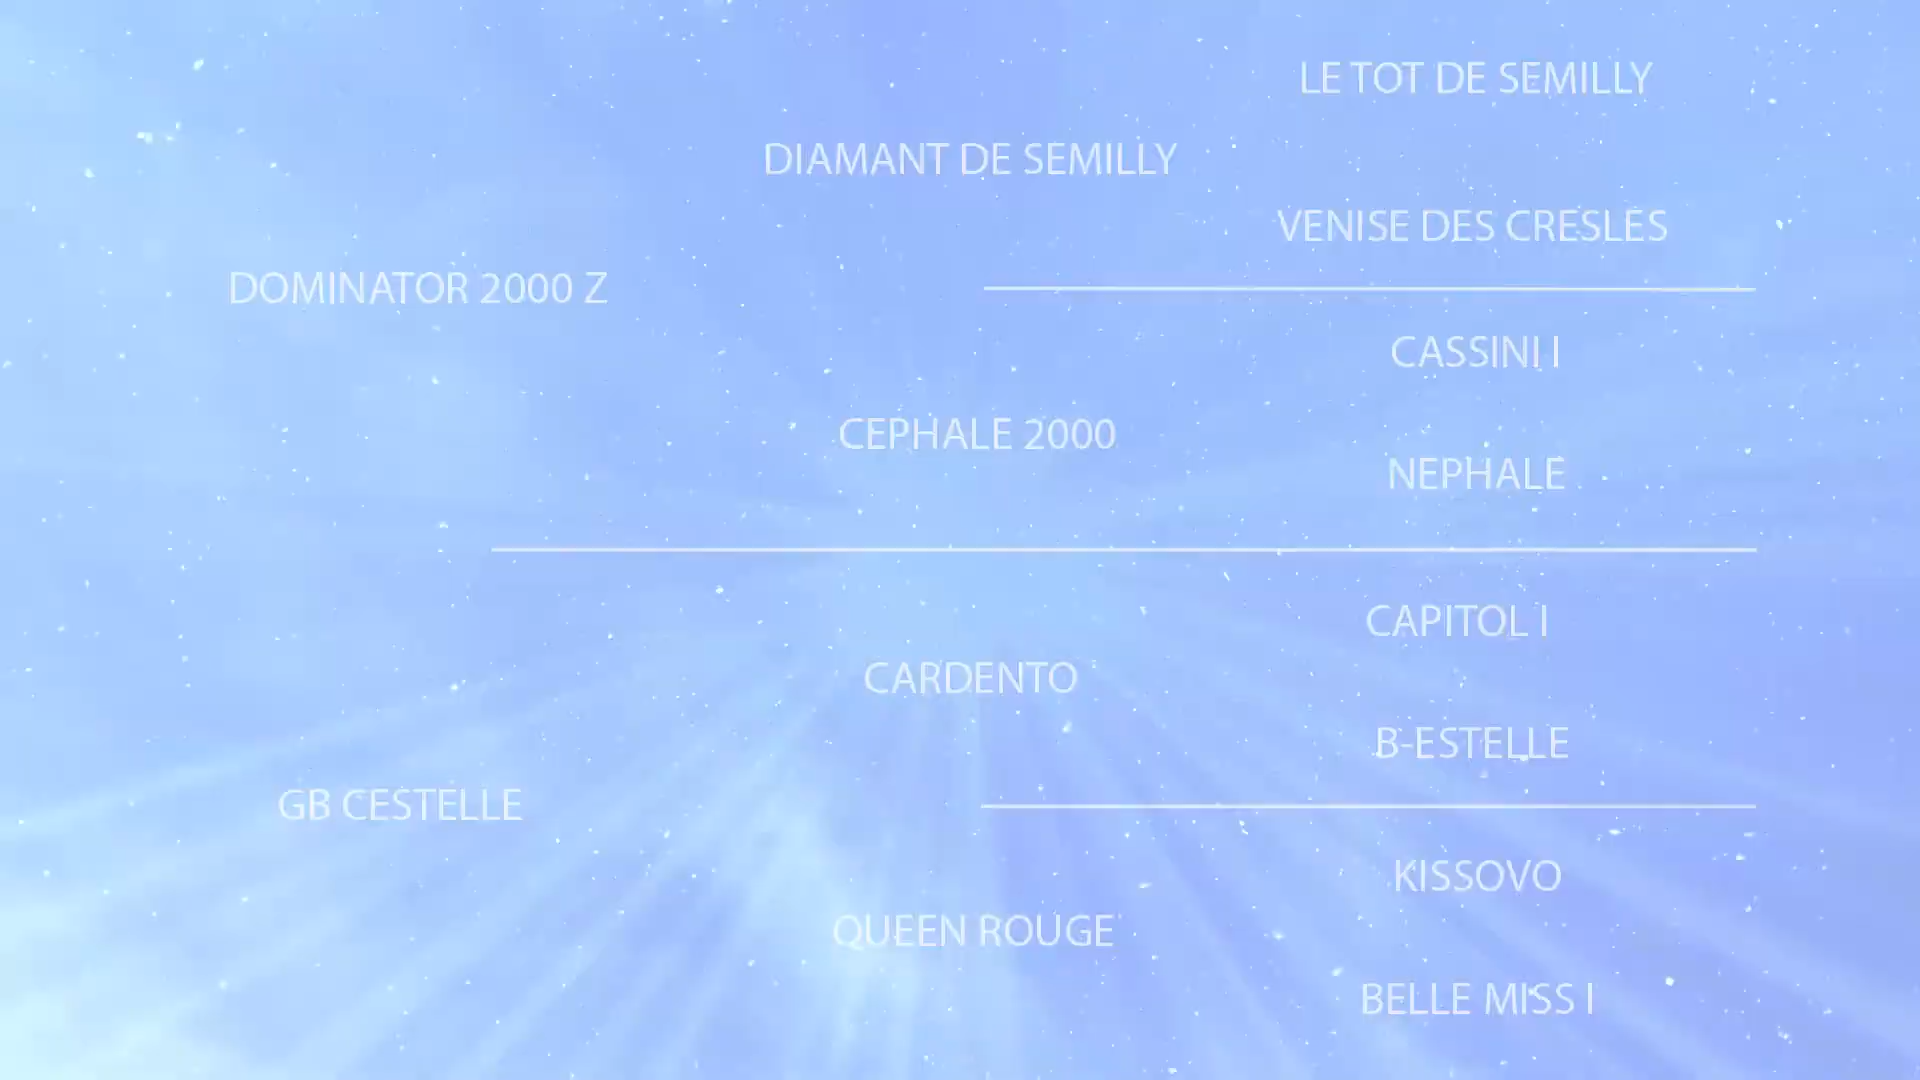 LE TOT DE SEMILLY
DIAMANT DE SEMILLY
VENISE DES CRESLES
DOMINATOR 2000 Z
CASSINI I
CEPHALE 2000
NEPHALE
CAPITOL I
CARDENTO
B-ESTELLE
GB CESTELLE
KISSOVO
QUEEN ROUGE
BELLE MISS I